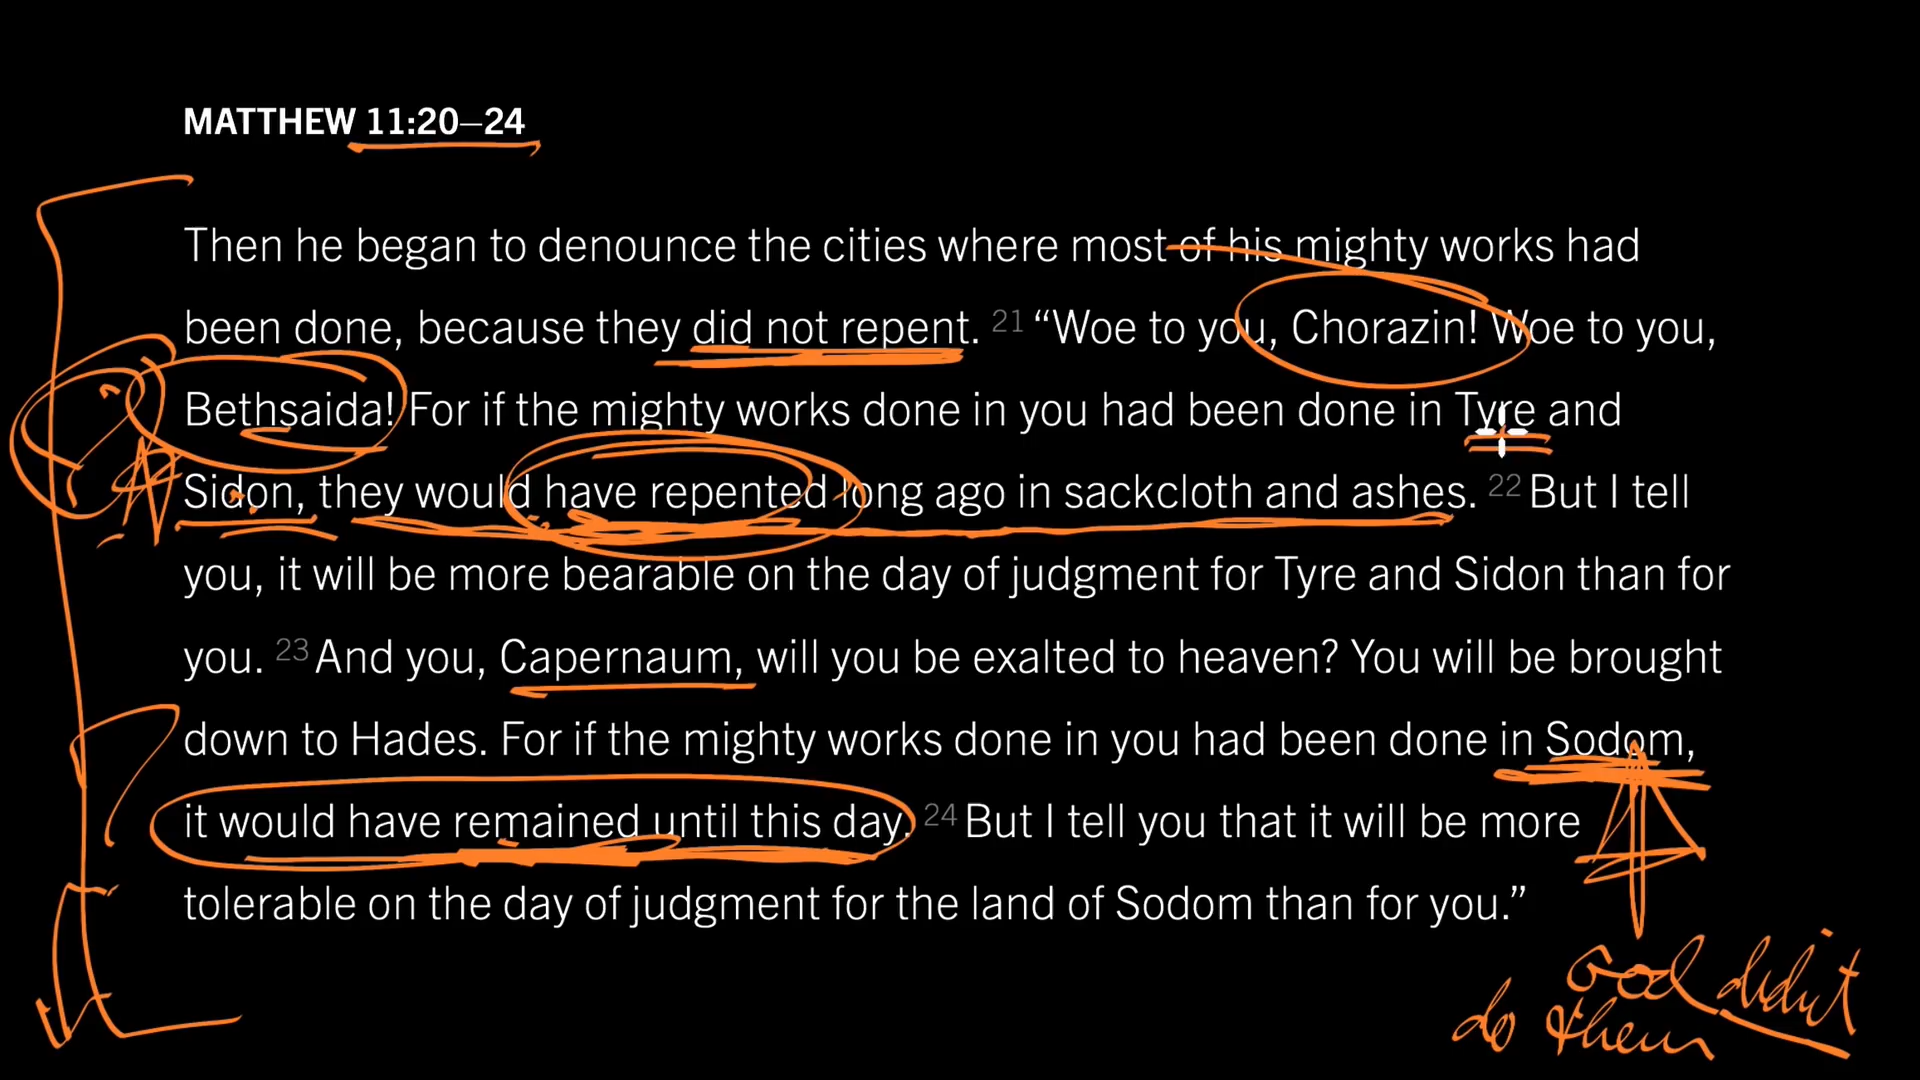 MATTHEW 11:20–24
Then he began to denounce the cities where most of his mighty works had
been done, because they did not repent. 21 “Woe to you, Chorazin! Woe to you,
Bethsaida! For if the mighty works done in you had been done in Tyre and
Sidon, they would have repented long ago in sackcloth and ashes. 22 But I tell
you, it will be more bearable on the day of judgment for Tyre and Sidon than for
you. 23 And you, Capernaum, will you be exalted to heaven? You will be brought
down to Hades. For if the mighty works done in you had been done in Sodom,
it would have remained until this day. 24 But I tell you that it will be more
tolerable on the day of judgment for the land of Sodom than for you.”
God didn't
do them